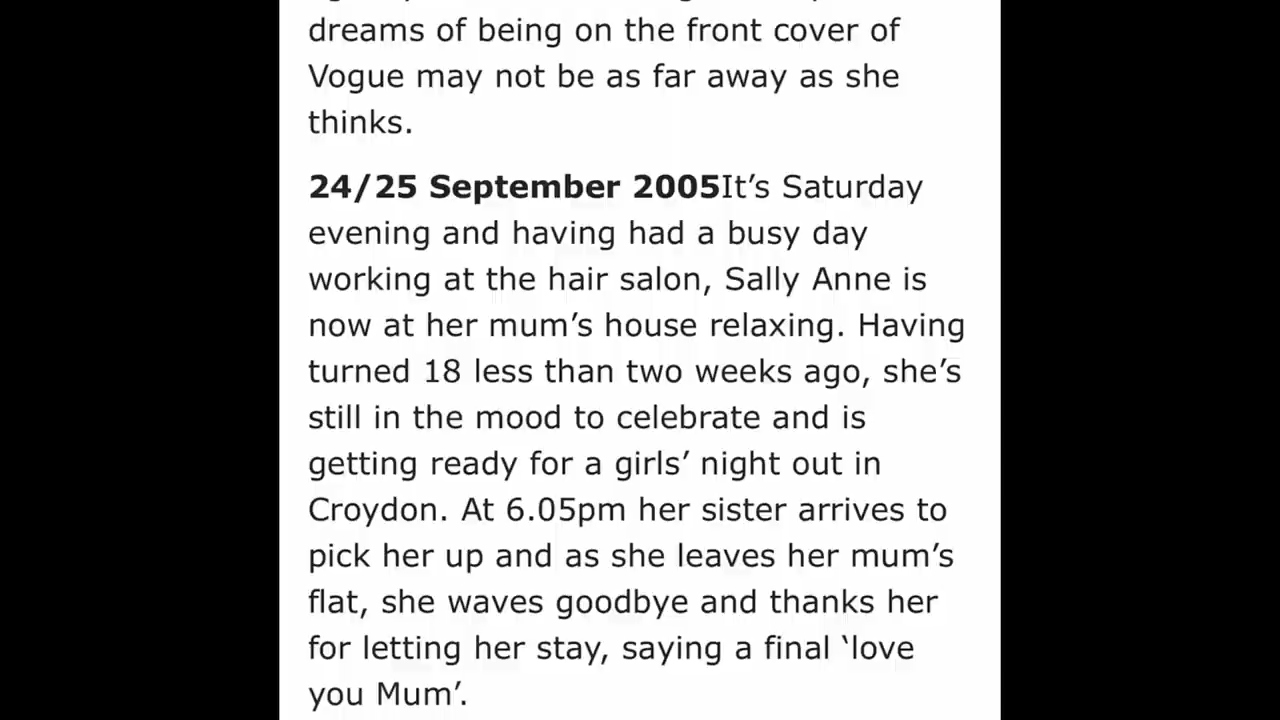 dreams of being on the front cover of
Vogue may not be as far away as she
thinks.
24/25 September 2005It’s Saturday
evening and having had a busy day
working at the hair salon, Sally Anne is
now at her mum’s house relaxing. Having
turned 18 less than two weeks ago, she’s
still in the mood to celebrate and is
getting ready for a girls’ night out in
Croydon. At 6.05pm her sister arrives to
pick her up and as she leaves her mum’s
flat, she waves goodbye and thanks her
for letting her stay, saying a final ‘love
you Mum’.